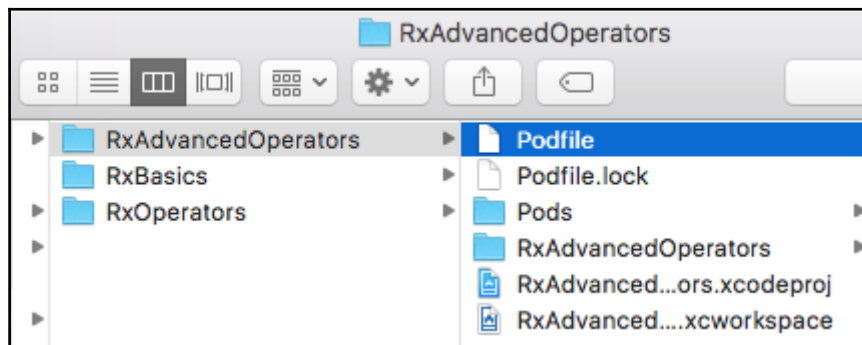 RxAdvancedOperators
RxAdvancedOperators
RxBasics
RxOperators
Podfile
Podfile.lock
Pods
RxAdvancedOperators
RxAdvanced...ors.xcodeproj
RxAdvanced....xcworkspace